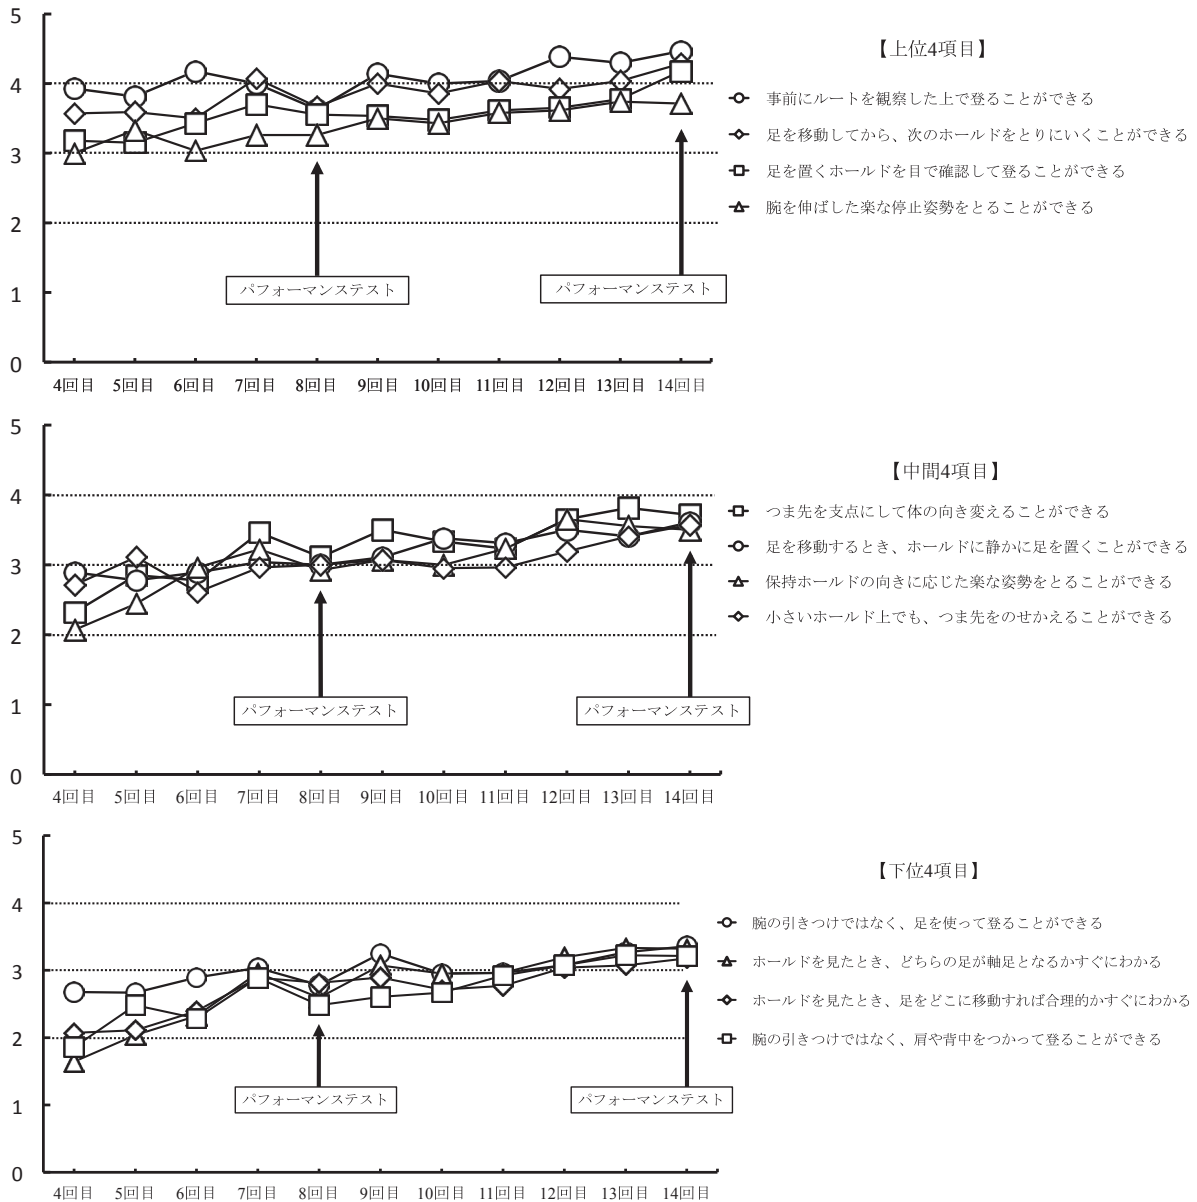 5
4
3
2
1
0
【上位4項目】
事前にルートを観察した上で登ることができる
足を移動してから、次のホールドをとりにいくことができる
足を置くホールドを目で確認して登ることができる
腕を伸ばした楽な停止姿勢をとることができる
パフォーマンステスト パフォーマンステスト
4回目 5回目 6回目 7回目 8回目 9回目 10回目 11回目 12回目 13回目 14回目
5
4
3
2
1
0
【中間4項目】
つま先を支点にして体の向き変えることができる
足を移動するとき、ホールドに静かに足を置くことができる
保持ホールドの向きに応じた楽な姿勢をとることができる
小さいホールド上でも、つま先をのせかえることができる
パフォーマンステスト パフォーマンステスト
4回目 5回目 6回目 7回目 8回目 9回目 10回目 11回目 12回目 13回目 14回目
5
4
3
2
1
0
【下位4項目】
腕の引きつけではなく、足を使って登ることができる
ホールドを見たとき、どちらの足が軸足となるかすぐにわかる
ホールドを見たとき、足をどこに移動すれば合理的かすぐにわかる
腕の引きつけではなく、肩や背中をつかって登ることができる
パフォーマンステスト パフォーマンステスト
4回目 5回目 6回目 7回目 8回目 9回目 10回目 11回目 12回目 13回目 14回目